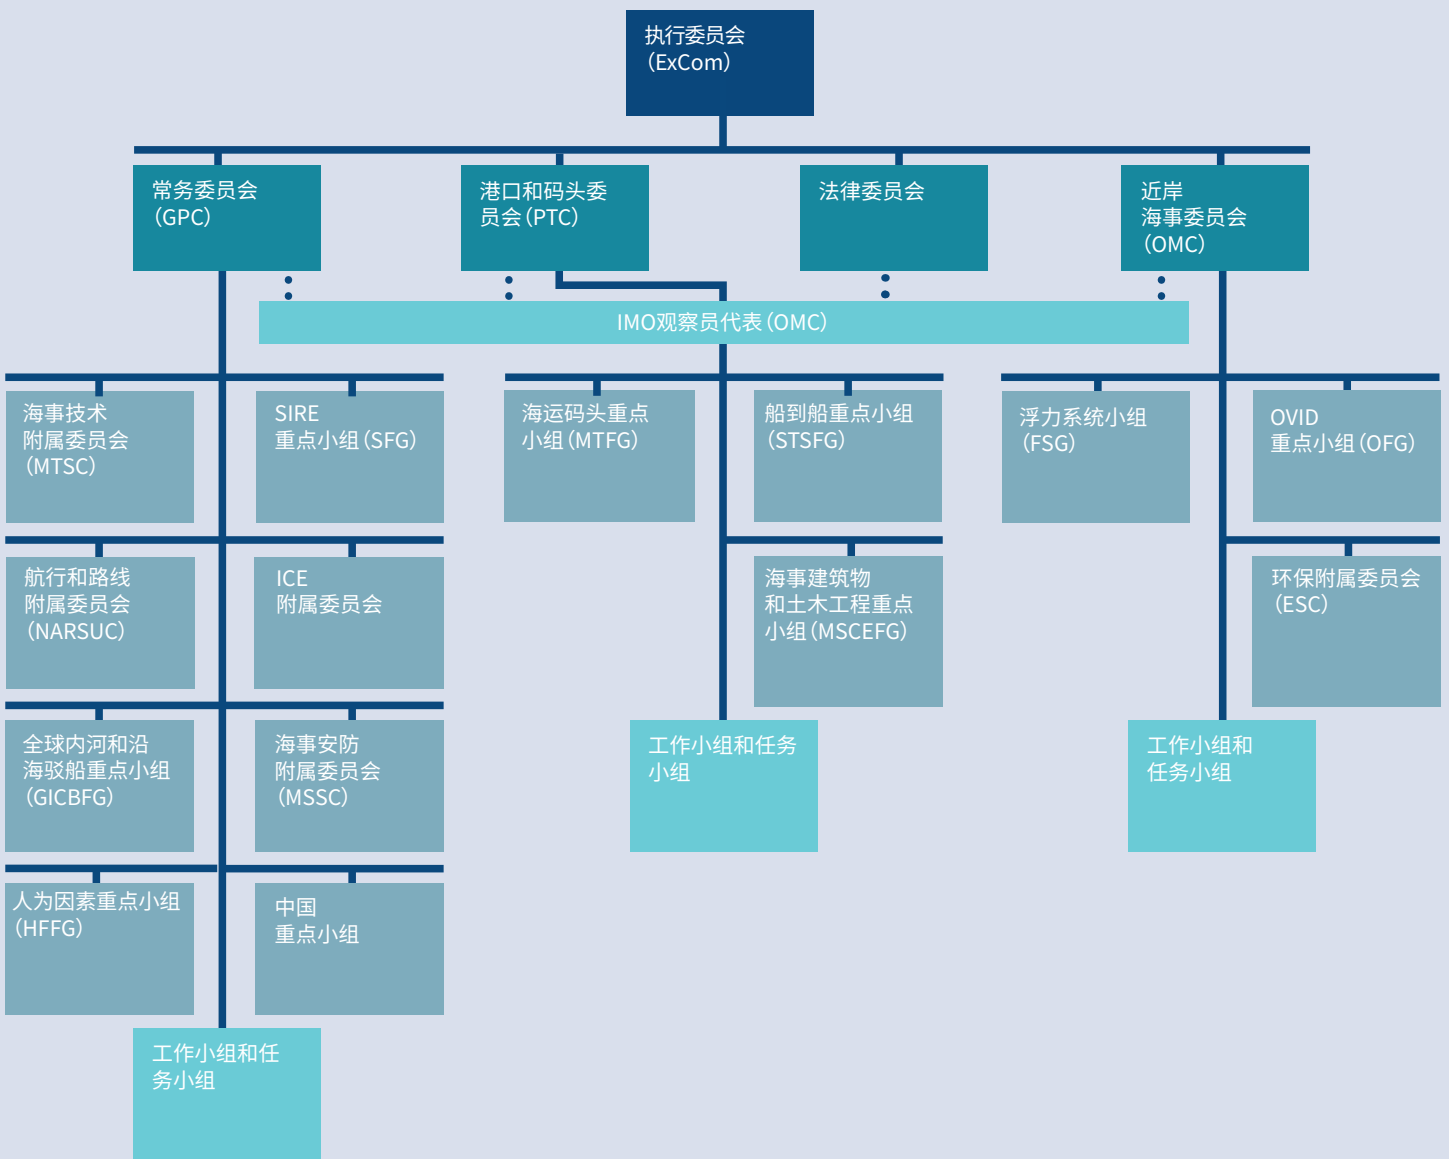 执行委员会
（ExCom）
常务委员会
（GPC）
港口和码头委
员会（PTC）
法律委员会
近岸
海事委员会
（OMC）
IMO观察员代表（OMC）
海事技术
附属委员会
（MTSC）
SIRE
重点小组（SFG）
海运码头重点
小组（MTFG）
船到船重点小组
（STSFG）
浮力系统小组
（FSG）
OVID
重点小组（OFG）
航行和路线
附属委员会
（NARSUC）
ICE
附属委员会
海事建筑物
和土木工程重点
小组（MSCEFG）
环保附属委员会
（ESC）
全球内河和沿
海驳船重点小组
（GICBFG）
海事安防
附属委员会
（MSSC）
工作小组和任务
小组
工作小组和
任务小组
人为因素重点小组
（HFFG）
中国
重点小组
工作小组和任
务小组